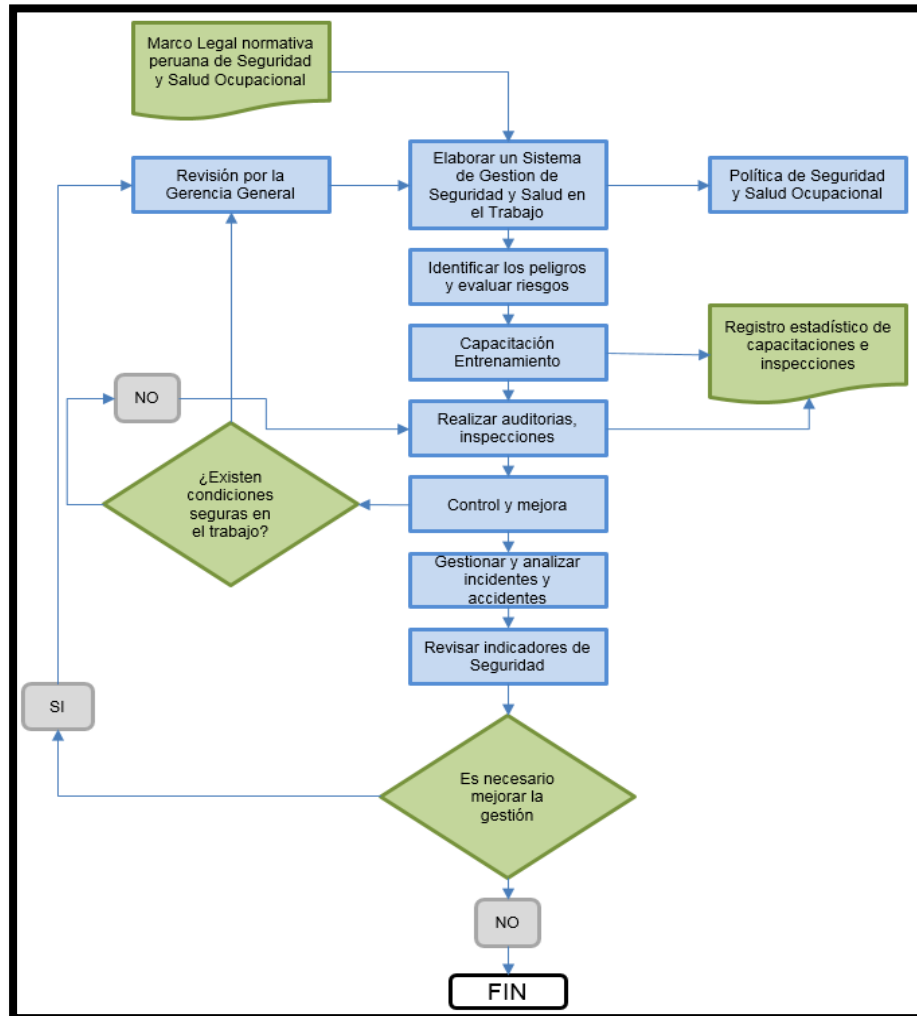 Marco Legal normativa
peruana de Seguridad
y Salud Ocupacional
Revisión por la
Gerencia General
Elaborar un Sistema
de Gestion de
Seguridad y Salud en
el Trabajo
Política de Seguridad
y Salud Ocupacional
Identificar los peligros
y evaluar riesgos
Capacitación
Entrenamiento
Registro estadístico de
capacitaciones e
inspecciones
NO
Realizar auditorias,
inspecciones
¿Existen
condiciones
seguras en
el trabajo?
Control y mejora
Gestionar y analizar
incidentes y
accidentes
Revisar indicadores de
Seguridad
SI
Es necesario
mejorar la
gestión
NO
FIN